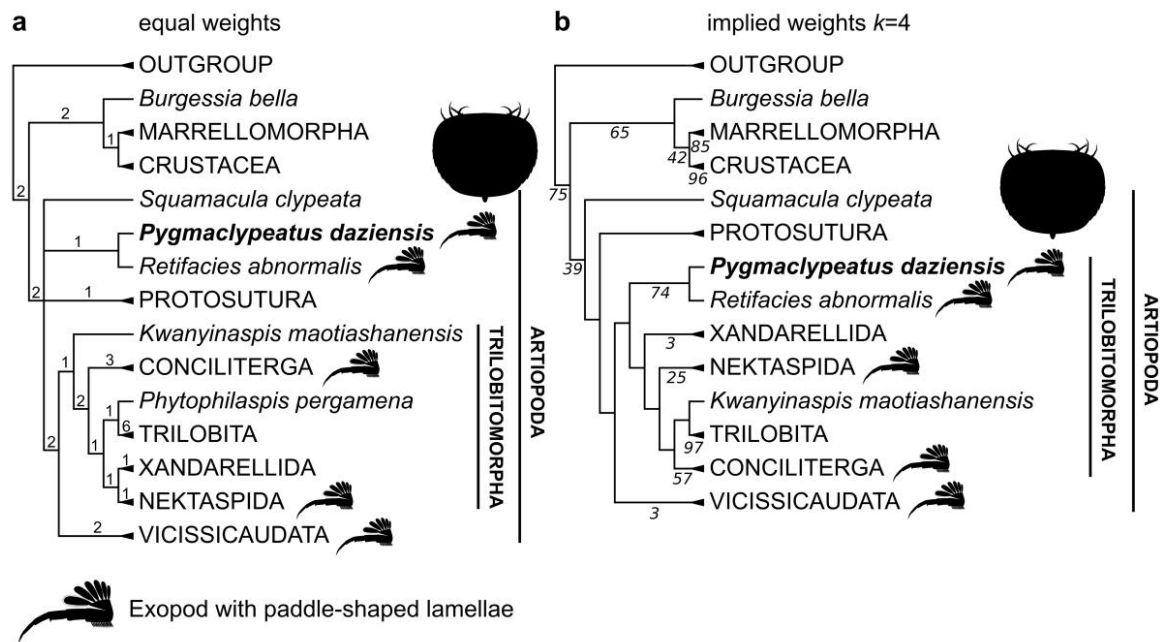 a equal weights
OUTGROUP
Burgessia bella
2
MARRELLOMORPHA
1
CRUSTACEA
2
Squamacula clypeata
Pygmaclypeatus daziensis
1
Retifacies abnormalis
1
PROTOSUTURA
2
Kwanyinaspis maotiashanensis
1
3
CONCILITERGA
2
Phytophilaspis pergamena
1
6
TRILOBITA
2
1
1
XANDARELLIDA
1
1
NEKTASPIDA
2
VICISSICAUDATA
TRILOBITOMORPHA
ARTIOPODA
b implied weights k=4
OUTGROUP
Burgessia bella
65
MARRELLOMORPHA
85
42
CRUSTACEA
96
75
Squamacula clypeata
PROTOSUTURA
39
Pygmaclypeatus daziensis
74
Retifacies abnormalis
XANDARELLIDA
3
NEKTASPIDA
25
Kwanyinaspis maotiashanensis
TRILOBITA
97
CONCILITERGA
57
VICISSICAUDATA
3
TRILOBITOMORPHA
ARTIOPODA
Exopod with paddle-shaped lamellae